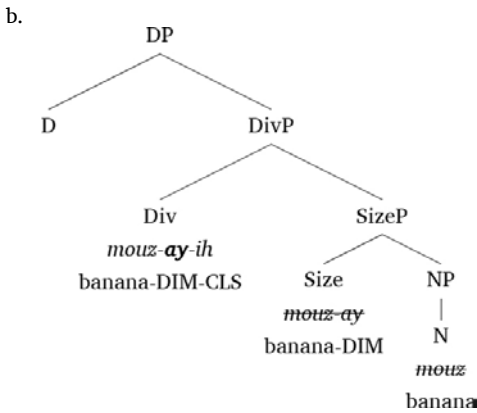 b.
DP
D DivP
Div SizeP
mouz-ay-ih
banana-DIM-CLS
Size NP
mouz-ay
banana-DIM
N
mouz
banana